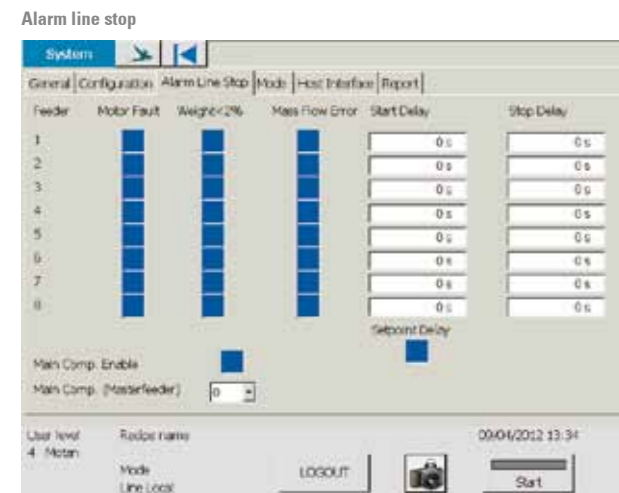 Alarm line stop
System
General Configuration Alarm Line Stop Mode Host Interface Report
Feeder Motor Fault Weight<2% Mass Flow Error Start Delay Stop Delay
1 0 s 0 s
2 0 s 0 s
3 0 s 0 s
4 0 s 0 s
5 0 s 0 s
6 0 s 0 s
7 0 s 0 s
8 0 s 0 s
Setpoint Delay
Main Comp. Enable
Main Comp. (Masterfeeder) 0
User level Recipe name 09/04/2012 13:34
4 Motan
Mode LOGOUT Start
Line Local